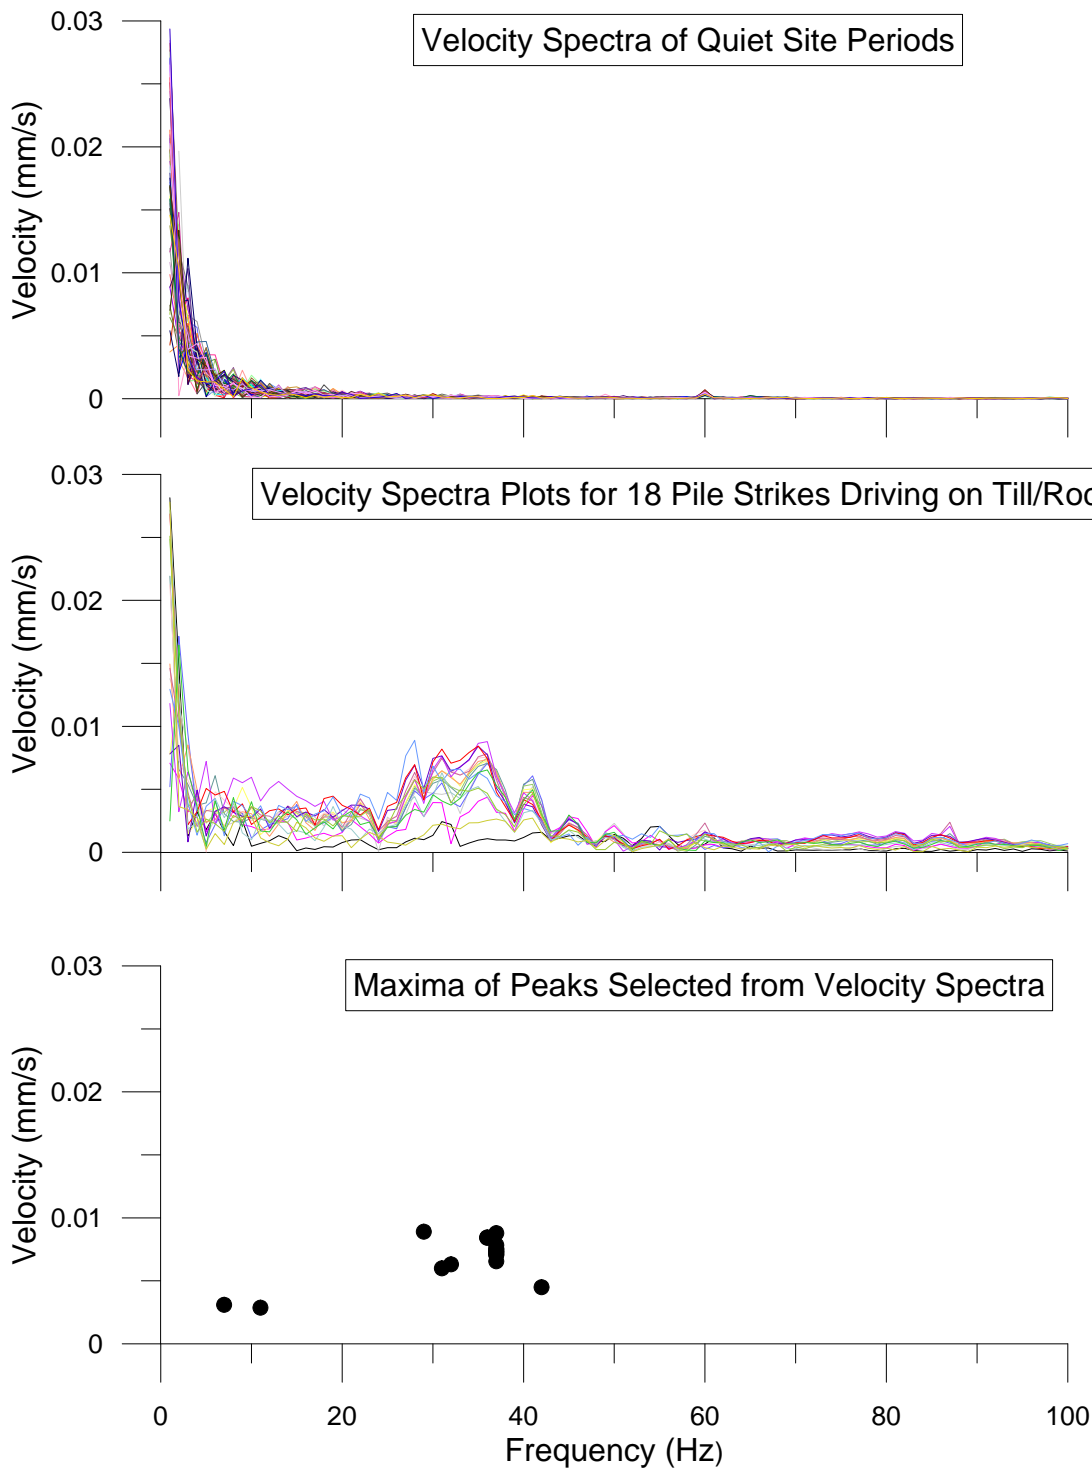 Velocity Spectra of Quiet Site Periods
0.03
0.02
0.01
0
Velocity (mm/s)
Velocity Spectra Plots for 18 Pile Strikes Driving on Till/Roc
0.03
0.02
0.01
0
Velocity (mm/s)
Maxima of Peaks Selected from Velocity Spectra
0.03
0.02
0.01
0
Velocity (mm/s)
0 20 40 60 80 100
Frequency (Hz)